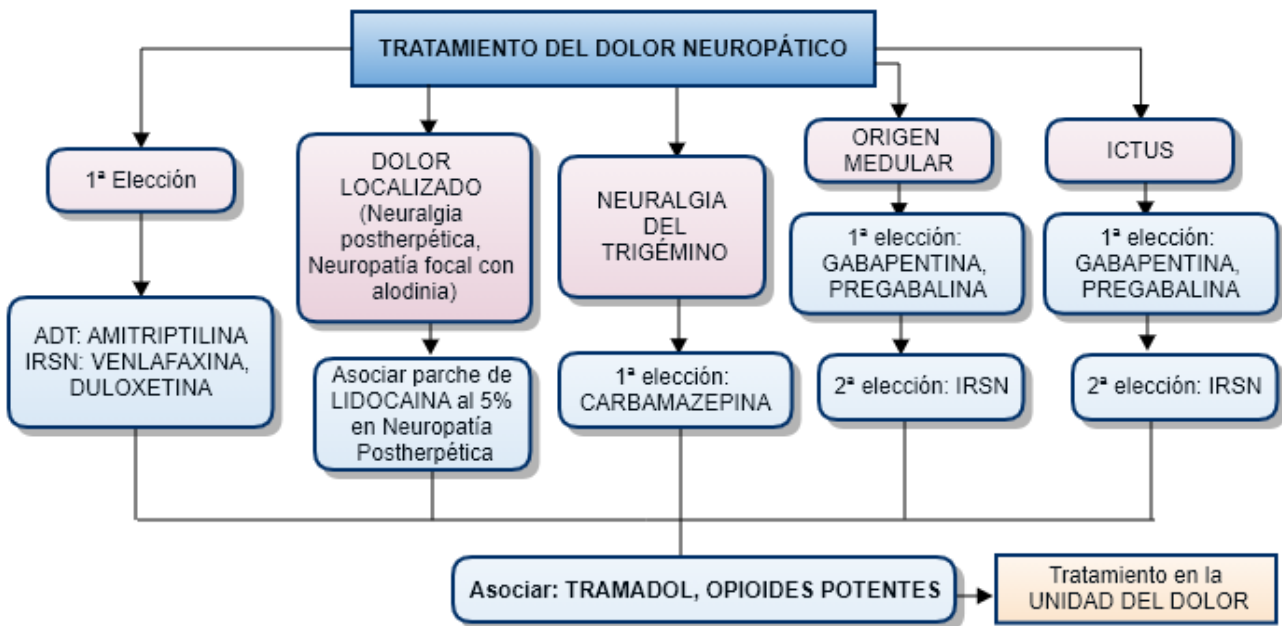 TRATAMIENTO DEL DOLOR NEUROPÁTICO
1ª Elección
ADT: AMITRIPTILINA
IRSN: VENLAFAXINA,
DULOXETINA
DOLOR
LOCALIZADO
(Neuralgia
postherpética,
Neuropatía focal con
alodinia)
Asociar parche de
LIDOCAINA al 5%
en Neuropatía
Postherpética
NEURALGIA
DEL
TRIGÉMINO
1ª elección:
CARBAMAZEPINA
ORIGEN
MEDULAR
1ª elección:
GABAPENTINA,
PREGABALINA
2ª elección: IRSN
ICTUS
1ª elección:
GABAPENTINA,
PREGABALINA
2ª elección: IRSN
Asociar: TRAMADOL, OPIOIDES POTENTES
Tratamiento en la
UNIDAD DEL DOLOR